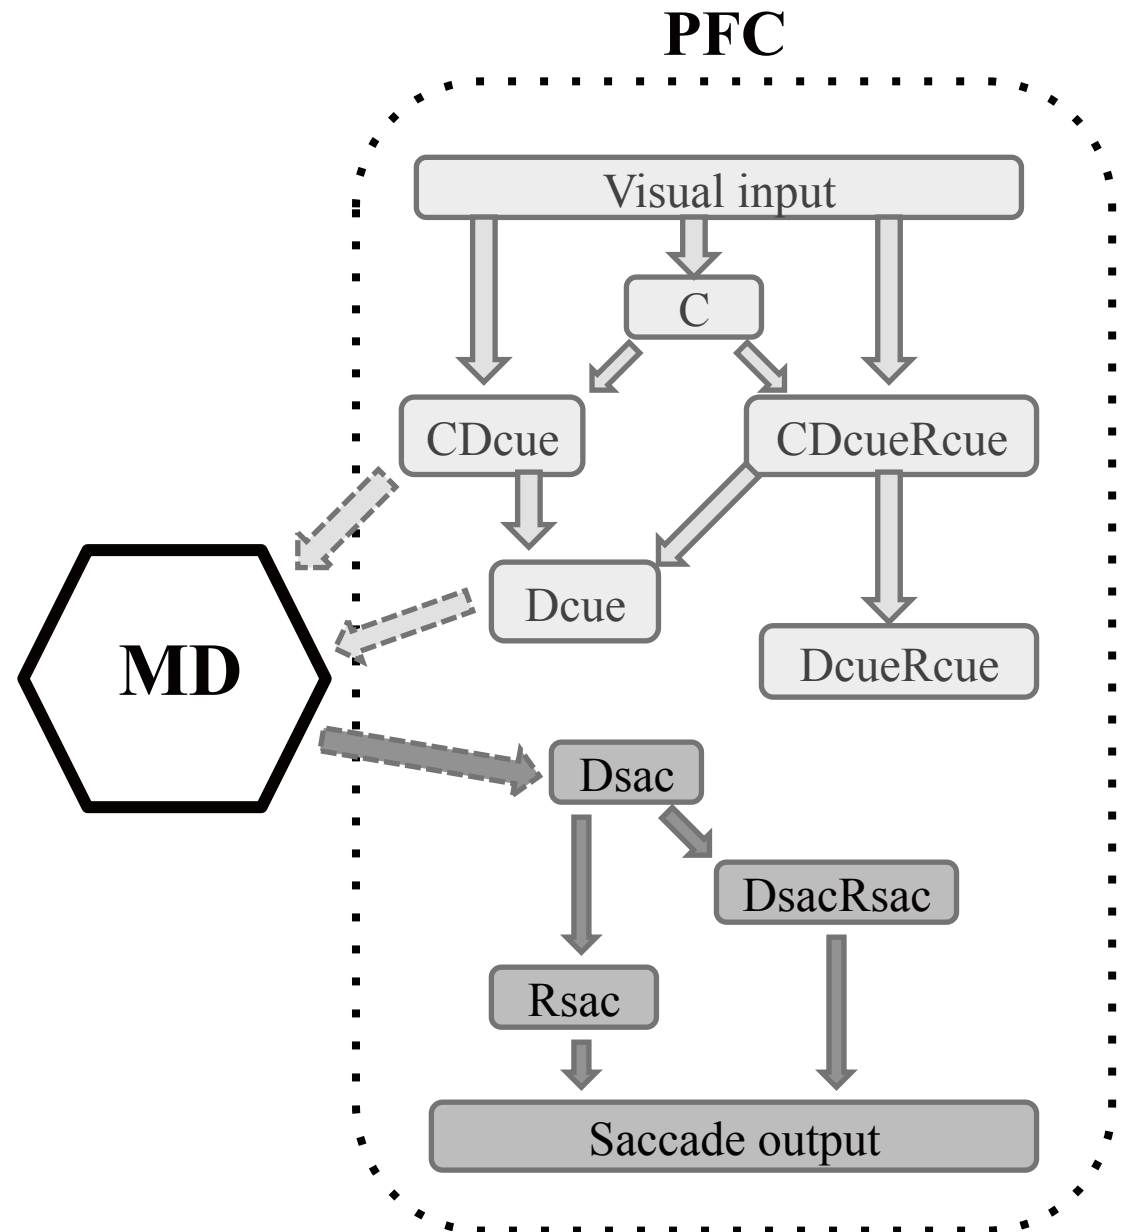 PFC
Visual input
C
CDcue
CDcueRcue
Dcue
MD
DcueRcue
Dsac
DsacRsac
Rsac
Saccade output